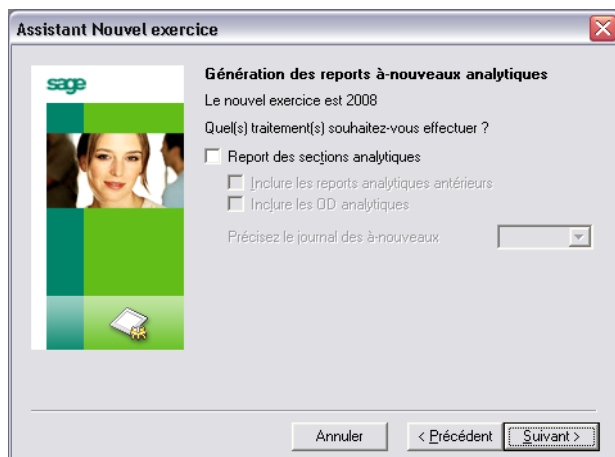 Assistant Nouvel exercice
sage
Génération des reports à-nouveaux analytiques
Le nouvel exercice est 2008
Quel(s) traitement(s) souhaitez-vous effectuer ?
Report des sections analytiques
Inclure les reports analytiques antérieurs
Inclure les OD analytiques
Précisez le journal des à-nouveaux
Annuler
< Précédent
Suivant >